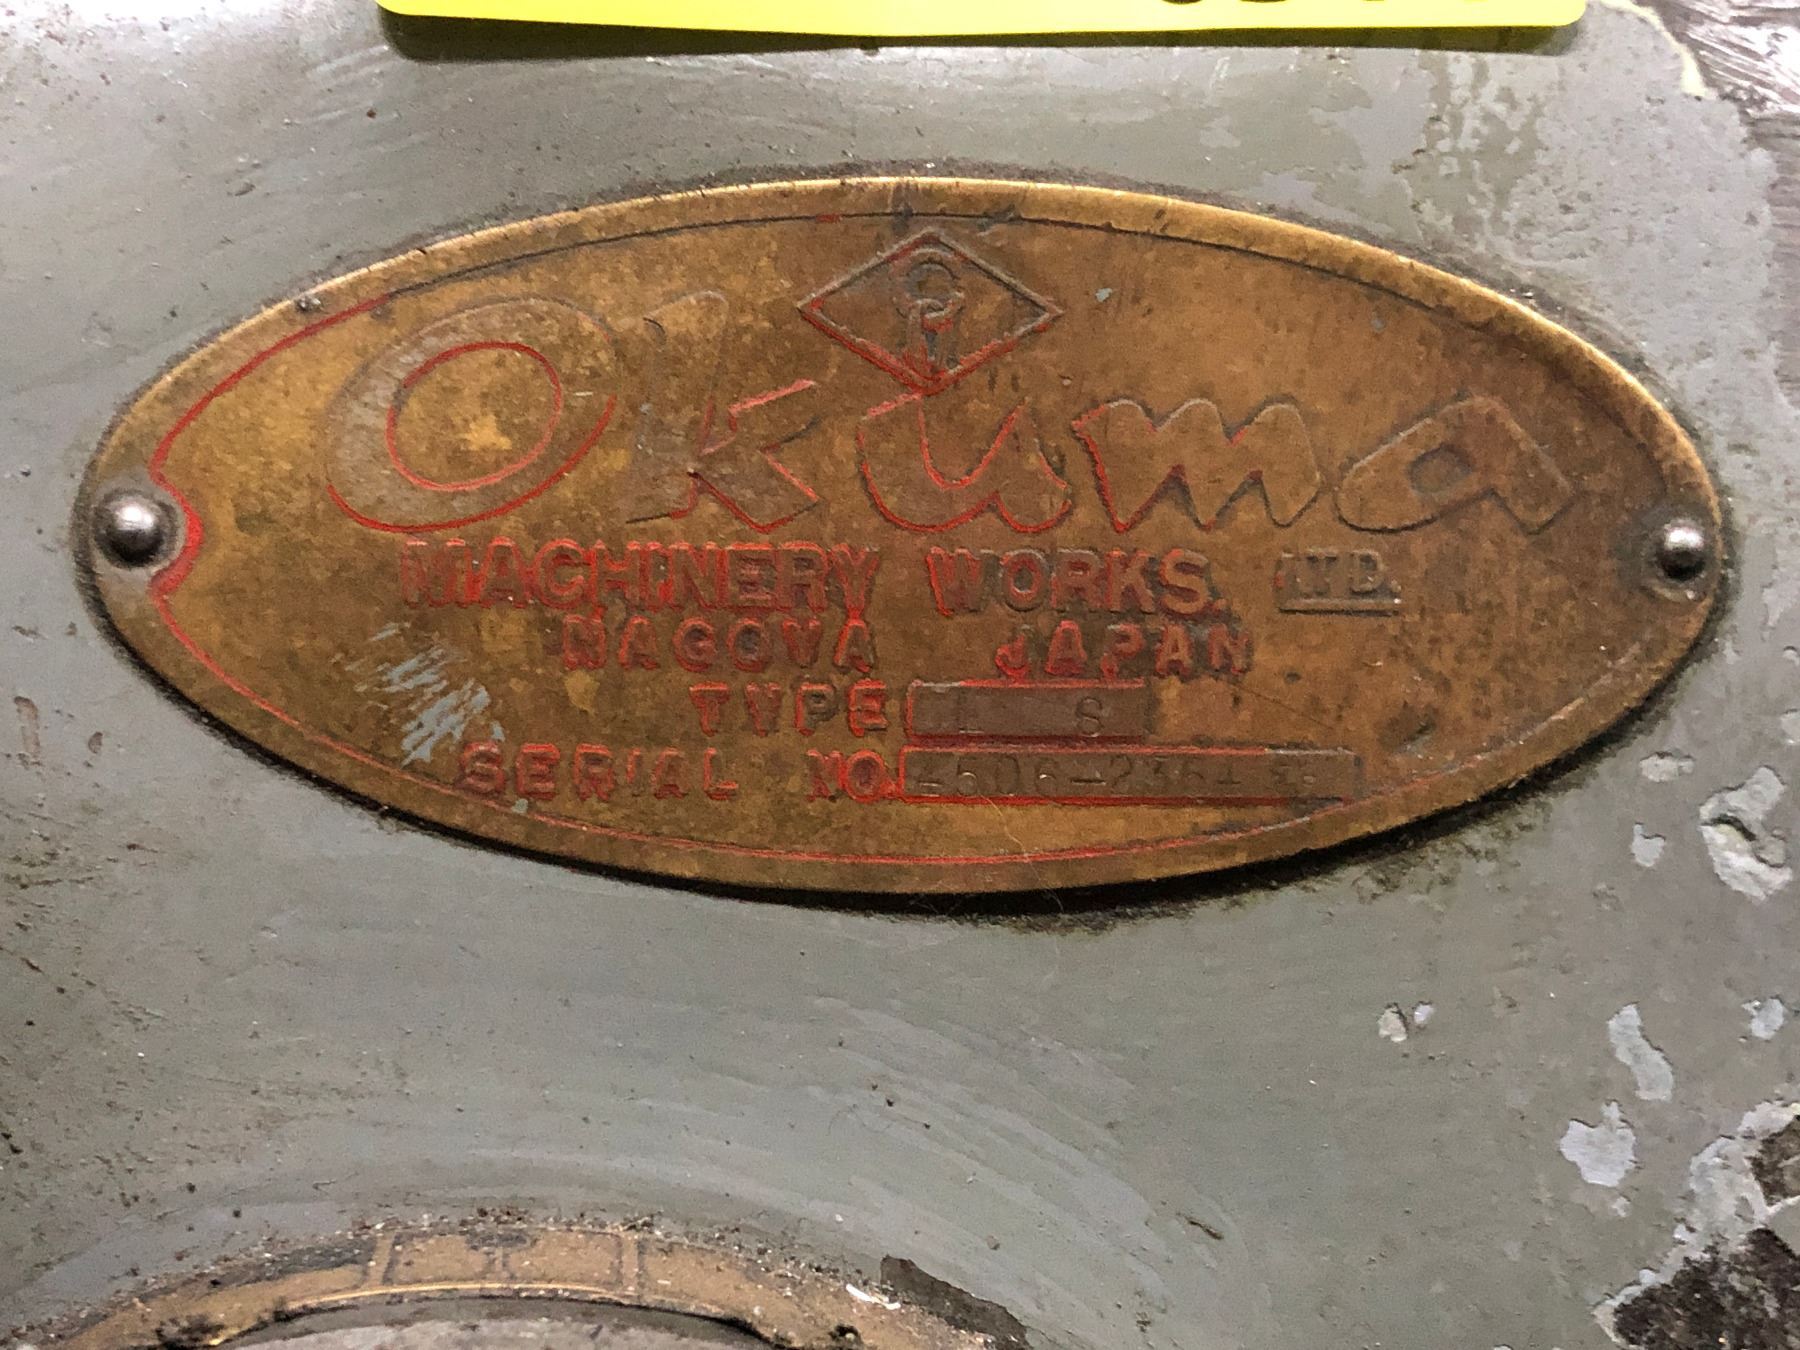 Okuma
MACHINERY WORKS. LTD.
NAGOYA JAPAN
TYPE L S
SERIAL NO.